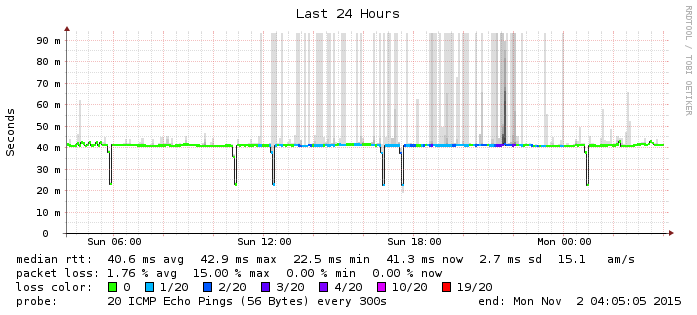 Last 24 Hours
RRDTOOL / TOBI OETIKER
Seconds
90 m
80 m
70 m
60 m
50 m
40 m
30 m
20 m
10 m
0
Sun 06:00 Sun 12:00 Sun 18:00 Mon 00:00
median rtt: 40.6 ms avg 42.9 ms max 22.5 ms min 41.3 ms now 2.7 ms sd 15.1 am/s
packet loss: 1.76 % avg 15.00 % max 0.00 % min 0.00 % now
loss color: 0 1/20 2/20 3/20 4/20 10/20 19/20
probe: 20 ICMP Echo Pings (56 Bytes) every 300s end: Mon Nov 2 04:05:05 2015